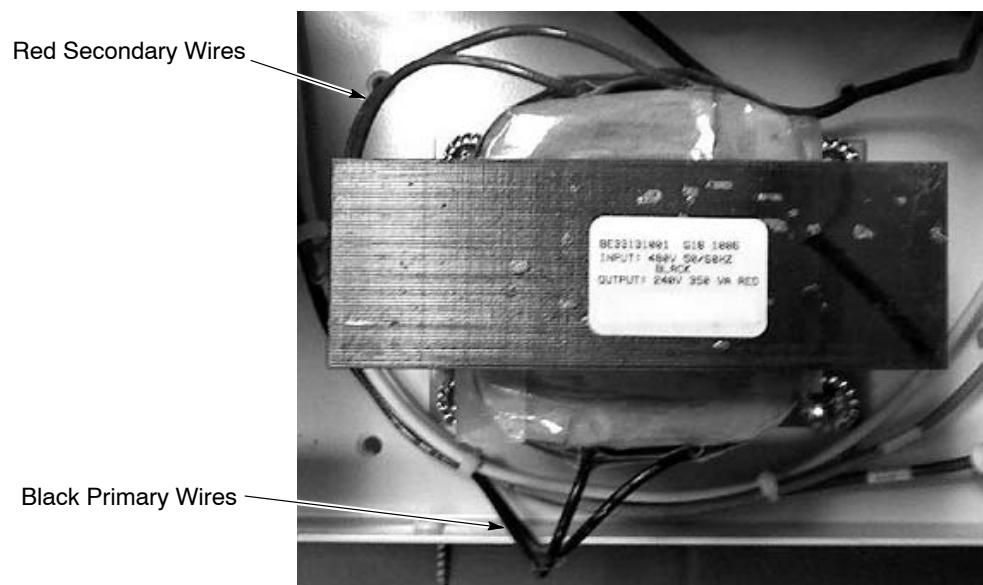 Red Secondary Wires
BE33131001 G18 1006
INPUT: 480V 50/60HZ
BLACK
OUTPUT: 240V 350 VA RED
Black Primary Wires